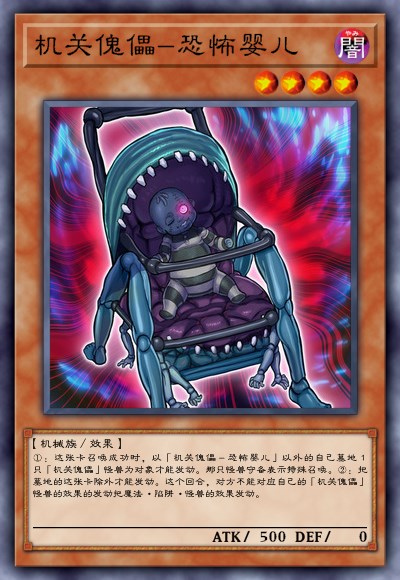 机关傀儡-恐怖婴儿
やみ
闇
【机械族／效果】
①：这张卡召唤成功时，以「机关傀儡－恐怖婴儿」以外的自己墓地１
只「机关傀儡」怪兽为对象才能发动。那只怪兽守备表示特殊召唤。②：把
墓地的这张卡除外才能发动。这个回合，对方不能对应自己的「机关傀儡」
怪兽的效果的发动把魔法·陷阱·怪兽的效果发动。
ATK/ 500 DEF/ 0